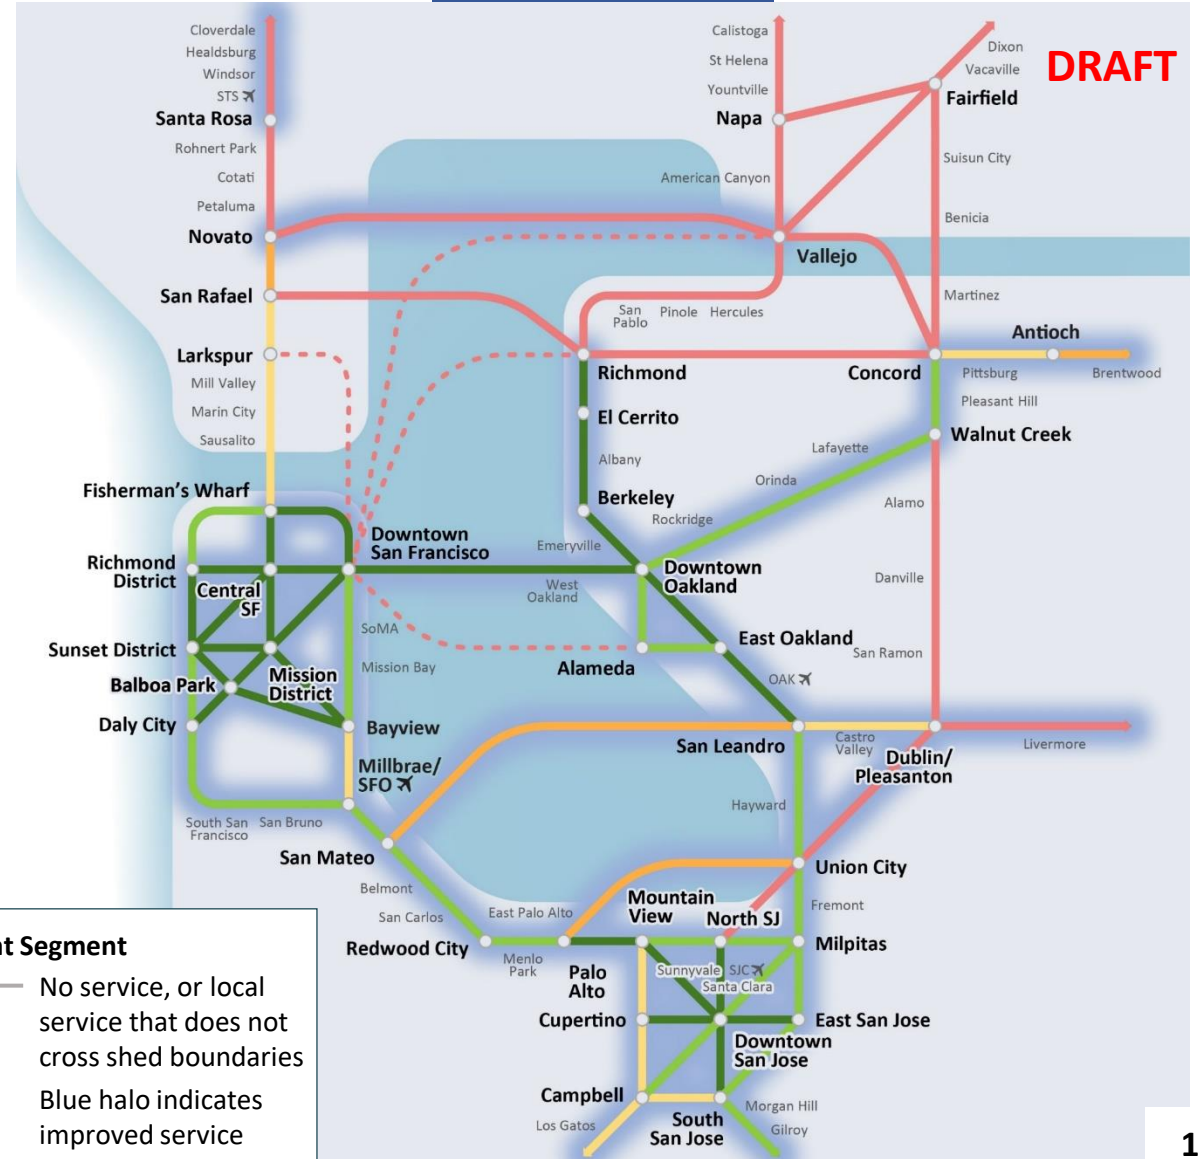 Cloverdale
Healdsburg
Windsor
STS
Santa Rosa
Rohnert Park
Cotati
Petaluma
Novato
San Rafael
Larkspur
Mill Valley
Marin City
Sausalito
Calistoga
St Helena
Yountville
Napa
American Canyon
Dixon
Vacaville
DRAFT
Fairfield
Suisun City
Benicia
Vallejo
Martinez
San
Pablo
Pinole
Hercules
Antioch
Richmond
Concord
Pittsburg
Brentwood
Pleasant Hill
El Cerrito
Walnut Creek
Albany
Lafayette
Orinda
Alamo
Berkeley
Rockridge
Emeryville
Fisherman's Wharf
Downtown
San Francisco
Richmond
District
Central
SF
West
Oakland
Downtown
Oakland
Danville
SoMA
Sunset District
East Oakland
San Ramon
Mission Bay
Alameda
Balboa Park
Mission
District
OAK
Daly City
Bayview
San Leandro
Castro
Valley
Dublin/
Pleasanton
Livermore
Millbrae/
SFO
Hayward
South San
Francisco
San Bruno
San Mateo
Union City
Belmont
San Carlos
East Palo Alto
Mountain
View
North SJ
Fremont
Redwood City
Menlo
Park
Palo
Alto
Sunnyvale
SJC
Santa Clara
Milpitas
Cupertino
East San Jose
Downtown
San Jose
Campbell
Los Gatos
South
San Jose
Morgan Hill
Gilroy
nt Segment
No service, or local
service that does not
cross shed boundaries
Blue halo indicates
improved service
1